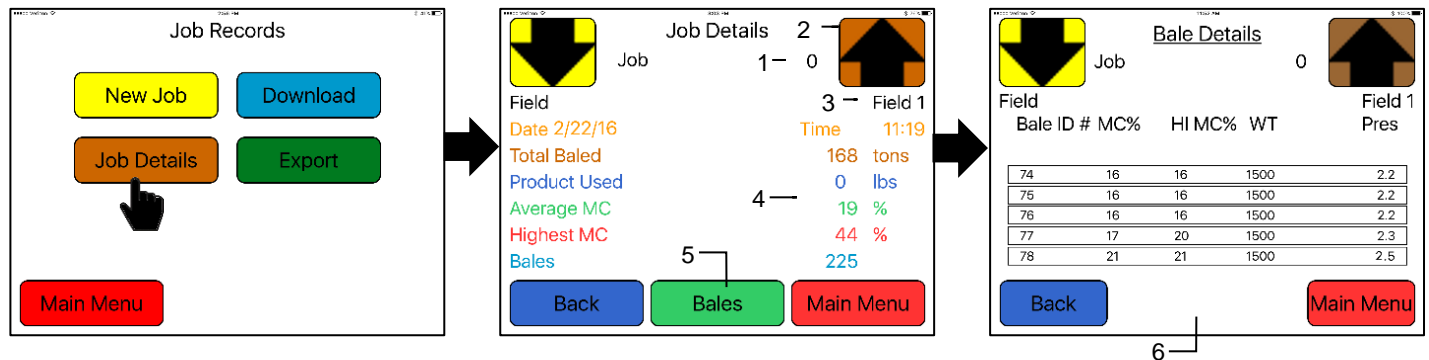 Job Records
New Job
Download
Job Details
Export
Main Menu
Job Details
2
Job
1
0
Field
3
Field 1
Date 2/22/16
Time 11:19
Total Baled 168 tons
Product Used 0 lbs
4
Average MC 19 %
Highest MC 44 %
5
Bales 225
Back
Bales
Main Menu
Bale Details
Job 0
Field
Field 1
Bale ID # MC% HI MC% WT Pres
74 16 16 1500 2.2
75 16 16 1500 2.2
76 16 16 1500 2.2
77 17 20 1500 2.3
78 21 21 1500 2.5
Back
Main Menu
6